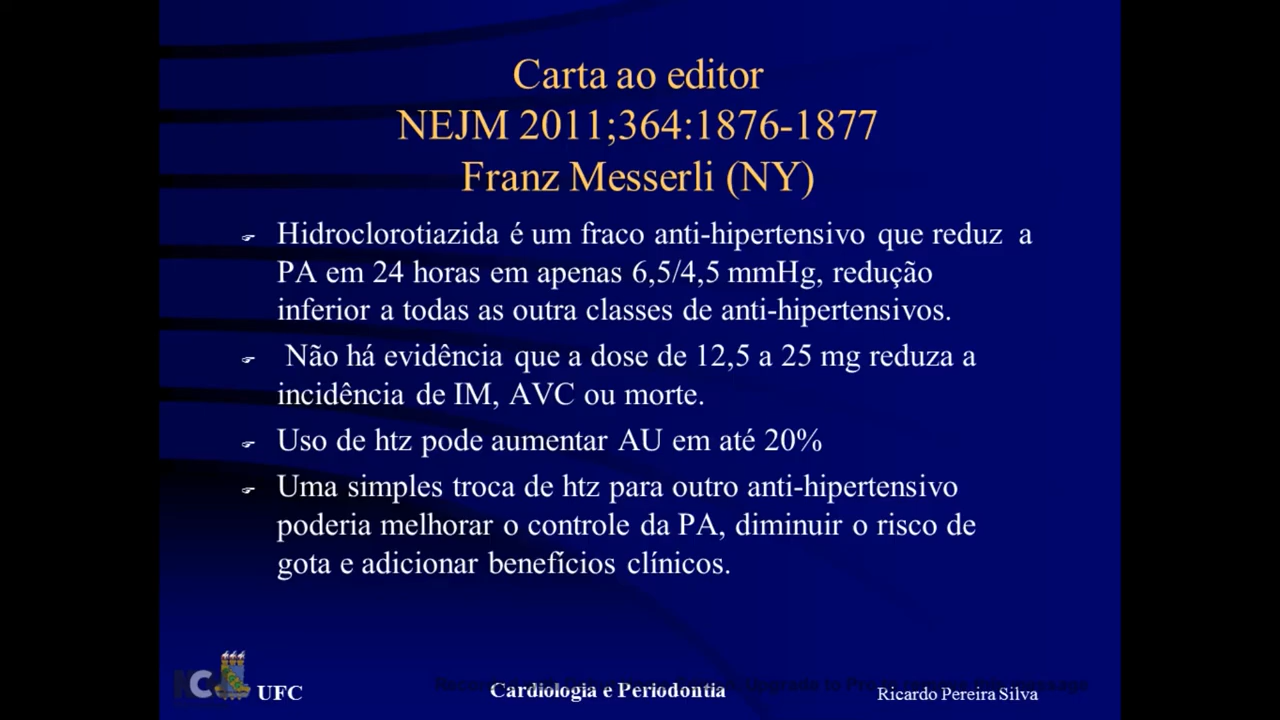 Carta ao editor
NEJM 2011;364:1876-1877
Franz Messerli (NY)
Hidroclorotiazida é um fraco anti-hipertensivo que reduz a
PA em 24 horas em apenas 6,5/4,5 mmHg, redução
inferior a todas as outra classes de anti-hipertensivos.
Não há evidência que a dose de 12,5 a 25 mg reduza a
incidência de IM, AVC ou morte.
Uso de htz pode aumentar AU em até 20%
Uma simples troca de htz para outro anti-hipertensivo
poderia melhorar o controle da PA, diminuir o risco de
gota e adicionar benefícios clínicos.
UFC
Cardiologia e Periodontia
Ricardo Pereira Silva